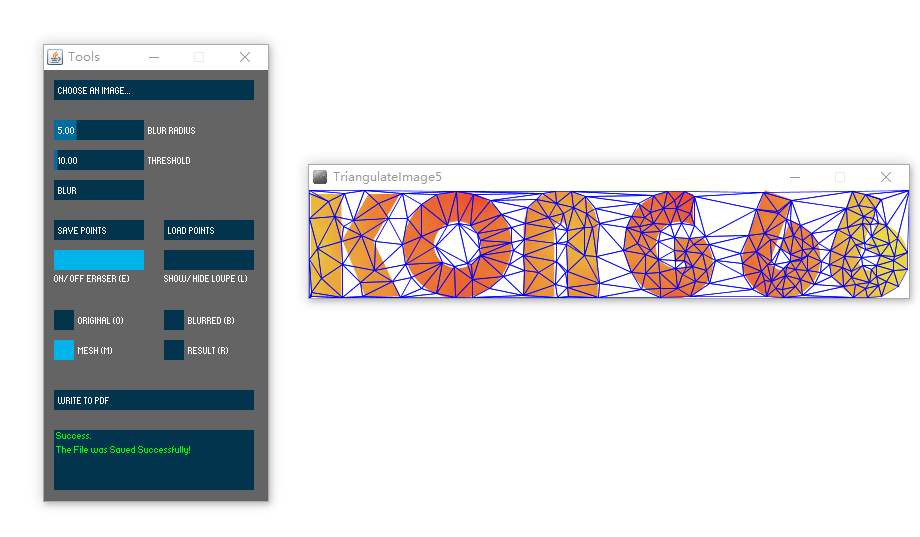 Tools
CHOOSE AN IMAGE...
5.00 BLUR RADIUS
10.00 THRESHOLD
BLUR
SAVE POINTS LOAD POINTS
ON/ OFF ERASER (E) SHOW/ HIDE LOUPE (L)
ORIGINAL (O) BLURRED (B)
MESH (M) RESULT (R)
WRITE TO PDF
Success.
The File was Saved Successfully!
TriangulateImage5